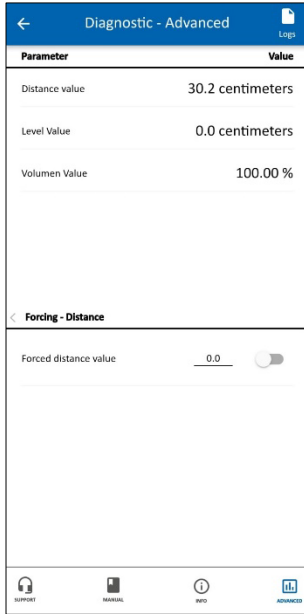 Diagnostic - Advanced
Logs
Parameter Value
Distance value 30.2 centimeters
Level Value 0.0 centimeters
Volumen Value 100.00 %
Forcing - Distance
Forced distance value 0.0
SUPPORT MANUAL INFO ADVANCED